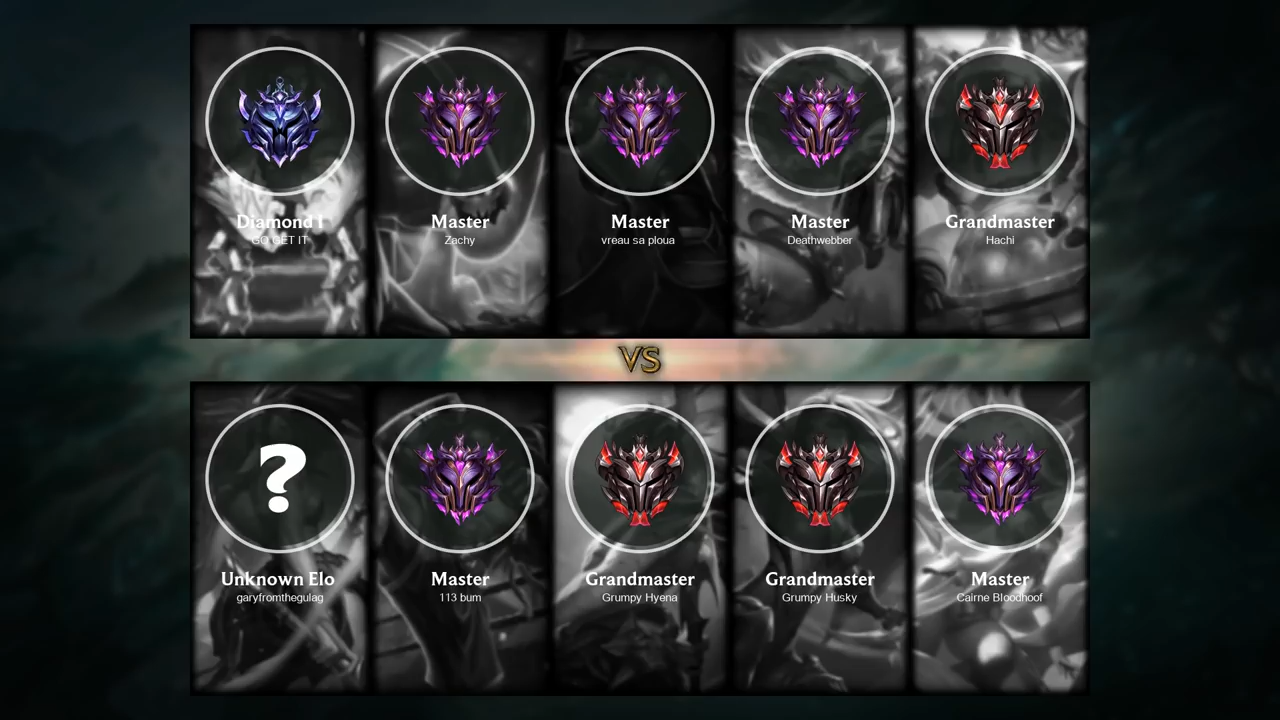 Diamond I
GO GET IT
Master
Zachy
Master
vreau sa ploua
Master
Deathwebber
Grandmaster
Hachi
VS
?
Unknown Elo
garyfromthegulag
Master
113 bum
Grandmaster
Grumpy Hyena
Grandmaster
Grumpy Husky
Master
Cairne Bloodhoof